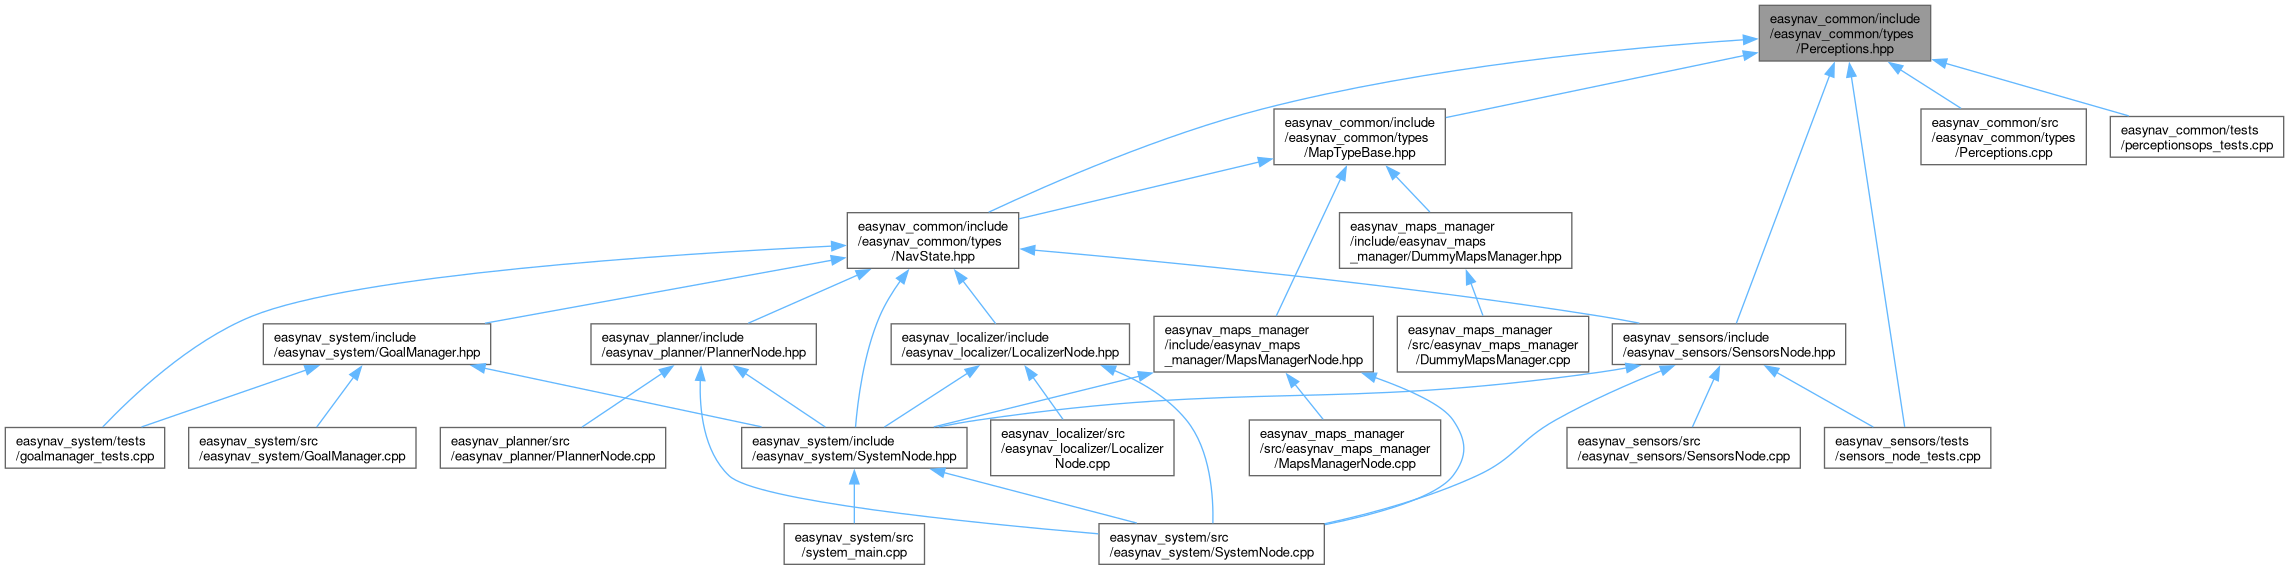 easynav_common/include
/easynav_common/types
/Perceptions.hpp
easynav_common/include
/easynav_common/types
/MapTypeBase.hpp
easynav_common/src
/easynav_common/types
/Perceptions.cpp
easynav_common/tests
/perceptionsops_tests.cpp
easynav_common/include
/easynav_common/types
/NavState.hpp
easynav_maps_manager
/include/easynav_maps
_manager/DummyMapsManager.hpp
easynav_system/include
/easynav_system/GoalManager.hpp
easynav_planner/include
/easynav_planner/PlannerNode.hpp
easynav_localizer/include
/easynav_localizer/LocalizerNode.hpp
easynav_maps_manager
/include/easynav_maps
_manager/MapsManagerNode.hpp
easynav_maps_manager
/src/easynav_maps_manager
/DummyMapsManager.cpp
easynav_sensors/include
/easynav_sensors/SensorsNode.hpp
easynav_system/tests
/goalmanager_tests.cpp
easynav_system/src
/easynav_system/GoalManager.cpp
easynav_planner/src
/easynav_planner/PlannerNode.cpp
easynav_system/include
/easynav_system/SystemNode.hpp
easynav_localizer/src
/easynav_localizer/Localizer
Node.cpp
easynav_maps_manager
/src/easynav_maps_manager
/MapsManagerNode.cpp
easynav_sensors/src
/easynav_sensors/SensorsNode.cpp
easynav_sensors/tests
/sensors_node_tests.cpp
easynav_system/src
/system_main.cpp
easynav_system/src
/easynav_system/SystemNode.cpp